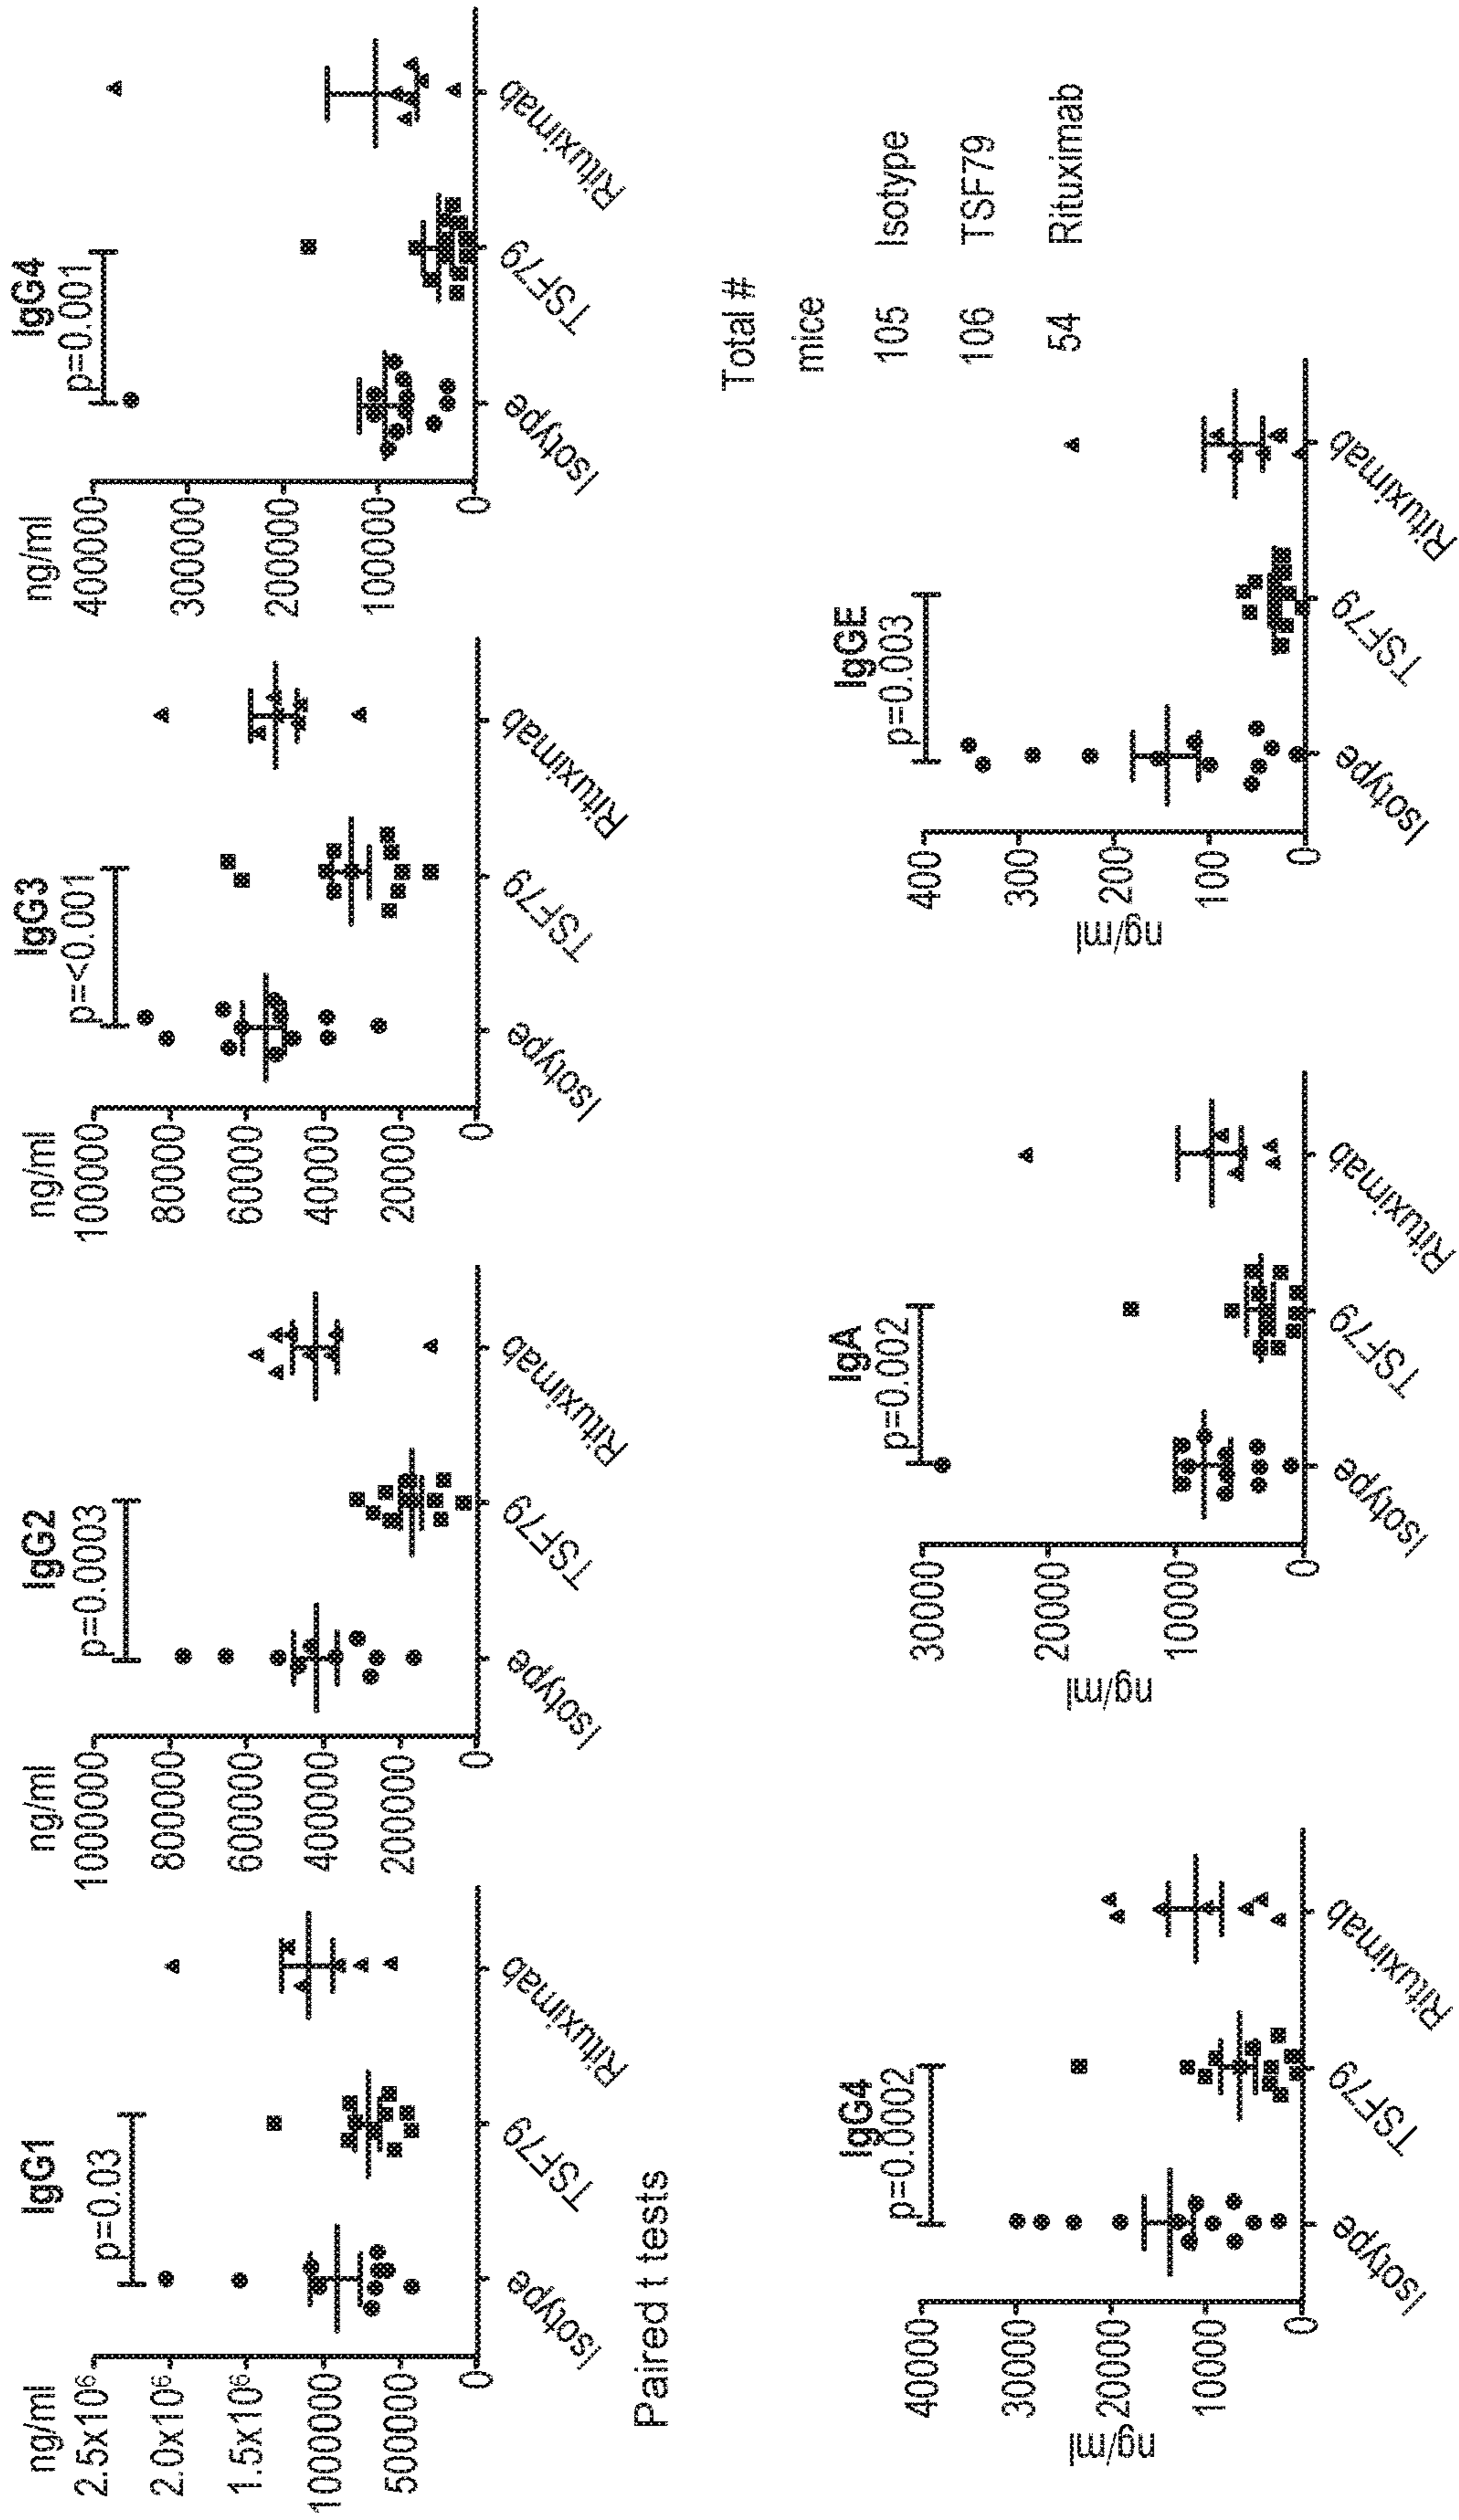 IgG1
p=0.03
ng/ml
2.5x10⁶
2.0x10⁶
1.5x10⁶
1000000
500000
0
Isotype
TSF79
Rituximab
IgG2
p=0.0003
ng/ml
1000000
800000
600000
400000
200000
0
Isotype
TSF79
Rituximab
IgG3
p=<0.001
ng/ml
100000
80000
60000
40000
20000
0
Isotype
TSF79
Rituximab
IgG4
p=0.001
ng/ml
400000
300000
200000
100000
0
Isotype
TSF79
Rituximab
Paired t tests
IgG4
p=0.0002
ng/ml
40000
30000
20000
10000
0
Isotype
TSF79
Rituximab
IgA
p=0.002
ng/ml
30000
20000
10000
0
Isotype
TSF79
Rituximab
IgGE
p=0.003
ng/ml
400
300
200
100
0
Isotype
TSF79
Rituximab
Total #
mice
105 Isotype
106 TSF79
54 Rituximab